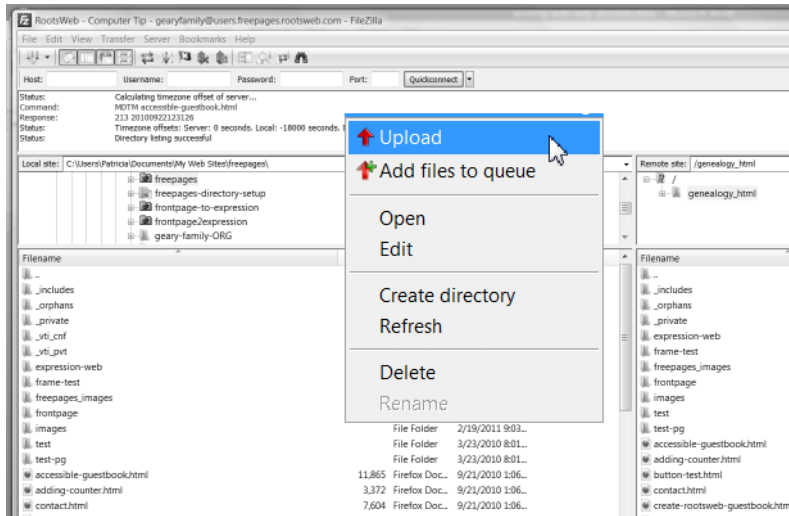 RootsWeb - Computer Tip - gearyfamily@users.freepages.rootsweb.com - FileZilla
File Edit View Transfer Server Bookmarks Help
Host: Username: Password: Port: Quickconnect
Status: Calculating timezone offset of server...
Command: MDTM accessible-guestbook.html
Response: 213 20100922123126
Status: Timezone offsets: Server: 0 seconds. Local: -18000 seconds.
Status: Directory listing successful
Upload
Add files to queue
Open
Edit
Create directory
Refresh
Delete
Rename
Local site: C:\Users\Patricia\Documents\My Web Sites\freepages\
freepages
freepages-directory-setup
frontpage-to-expression
frontpage2expression
geary-family-ORG
Remote site: /genealogy_html
/
genealogy_html
Filename
..
_includes
_orphans
_private
_vti_cnf
_vti_pvt
expression-web
frame-test
freepages_images
frontpage
images File Folder 2/19/2011 9:03...
test File Folder 3/23/2010 8:01...
test-pg File Folder 3/23/2010 8:01...
accessible-guestbook.html 11,865 Firefox Doc... 9/21/2010 1:06...
adding-counter.html 3,372 Firefox Doc... 9/21/2010 1:06...
contact.html 7,604 Firefox Doc... 9/21/2010 1:06...
Filename
..
_includes
_orphans
_private
expression-web
frame-test
freepages_images
frontpage
images
test
test-pg
accessible-guestbook.html
adding-counter.html
button-test.html
contact.html
create-rootsweb-guestbook.htm